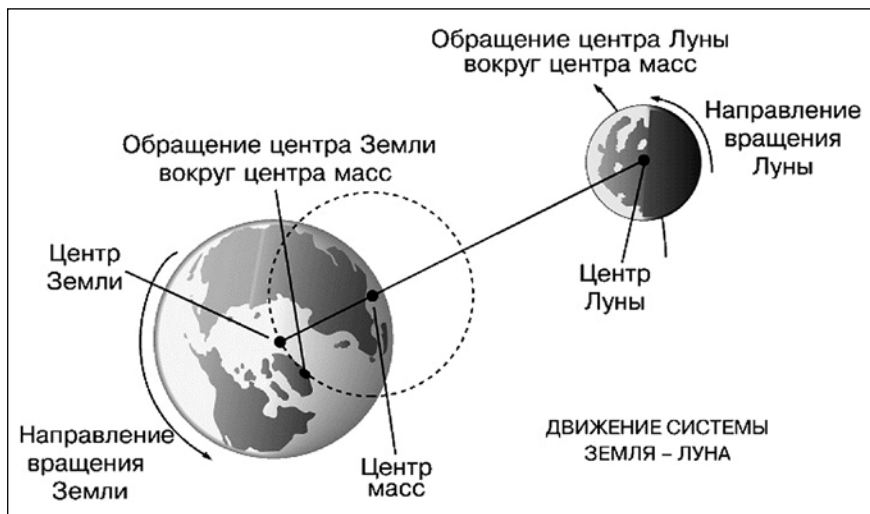 Обращение центра Луны
вокруг центра масс
Направление
вращения
Луны
Обращение центра Земли
вокруг центра масс
Центр
Земли
Центр
Луны
Направление
вращения
Земли
Центр
масс
ДВИЖЕНИЕ СИСТЕМЫ
ЗЕМЛЯ – ЛУНА